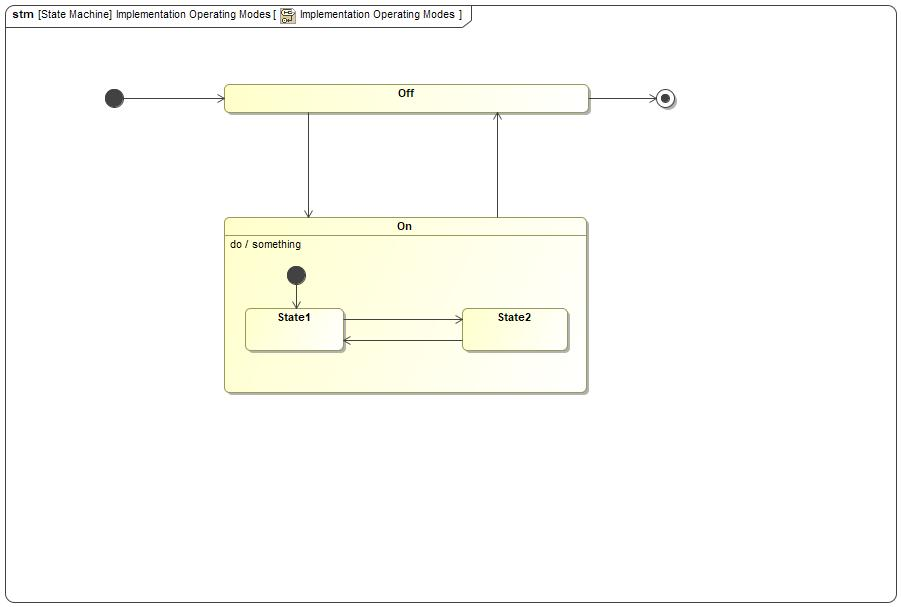 stm [State Machine] Implementation Operating Modes [ Implementation Operating Modes ]
Off
On
do / something
State1
State2